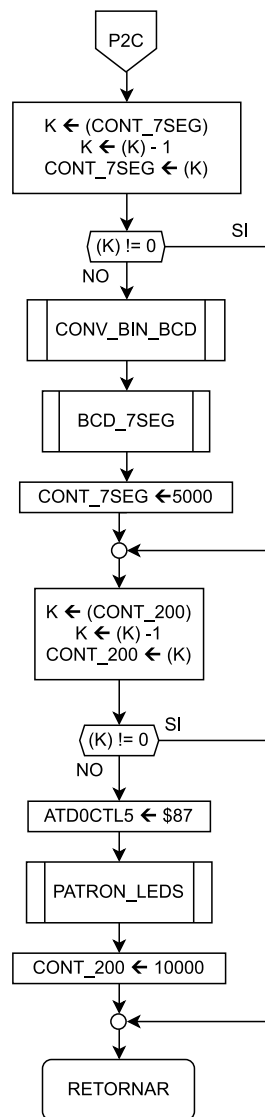 P2C
K ← (CONT_7SEG)
K ← (K) - 1
CONT_7SEG ← (K)
(K) != 0
SI
NO
CONV_BIN_BCD
BCD_7SEG
CONT_7SEG ←5000
K ← (CONT_200)
K ← (K) -1
CONT_200 ← (K)
(K) != 0
SI
NO
ATD0CTL5 ← $87
PATRON_LEDS
CONT_200 ← 10000
RETORNAR